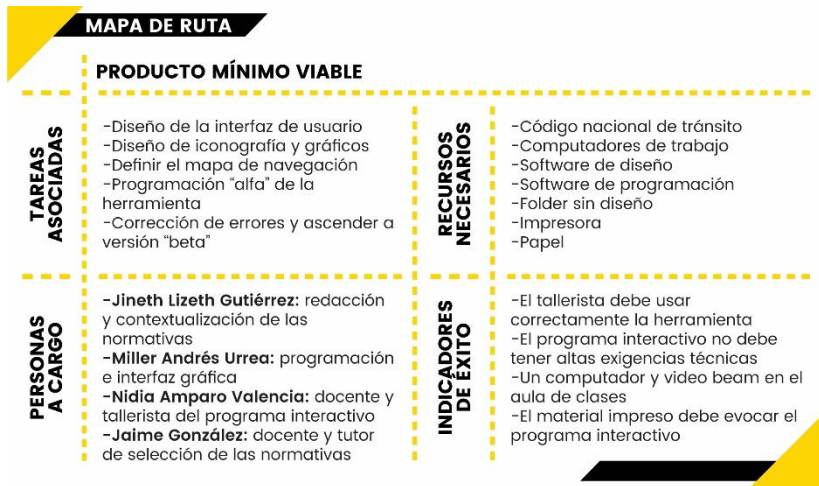 MAPA DE RUTA
PRODUCTO MÍNIMO VIABLE
TAREAS
ASOCIADAS
-Diseño de la interfaz de usuario
-Diseño de iconografía y gráficos
-Definir el mapa de navegación
-Programación “alfa” de la
herramienta
-Corrección de errores y ascender a
versión “beta”
RECURSOS
NECESARIOS
-Código nacional de tránsito
-Computadores de trabajo
-Software de diseño
-Software de programación
-Folder sin diseño
-Impresora
-Papel
PERSONAS
A CARGO
-Jineth Lizeth Gutiérrez: redacción
y contextualización de las
normativas
-Miller Andrés Urrea: programación
e interfaz gráfica
-Nidia Amparo Valencia: docente y
tallerista del programa interactivo
-Jaime González: docente y tutor
de selección de las normativas
INDICADORES
DE ÉXITO
-El tallerista debe usar
correctamente la herramienta
-El programa interactivo no debe
tener altas exigencias técnicas
-Un computador y video beam en el
aula de clases
-El material impreso debe evocar el
programa interactivo